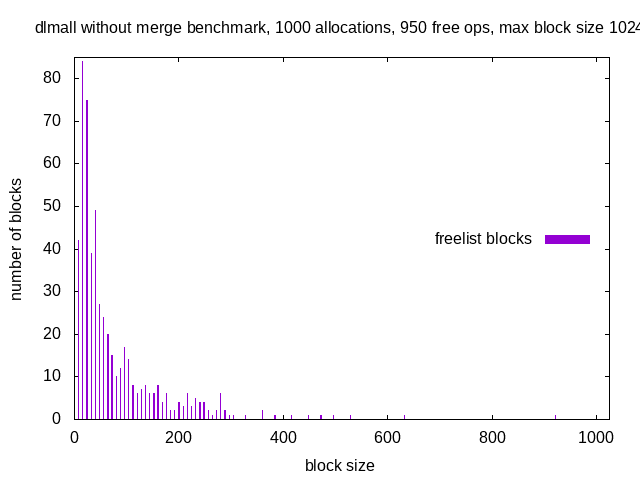 dlmall without merge benchmark, 1000 allocations, 950 free ops, max block size 1024
80
70
60
50
40
30
20
10
0
number of blocks
freelist blocks
0 200 400 600 800 1000
block size